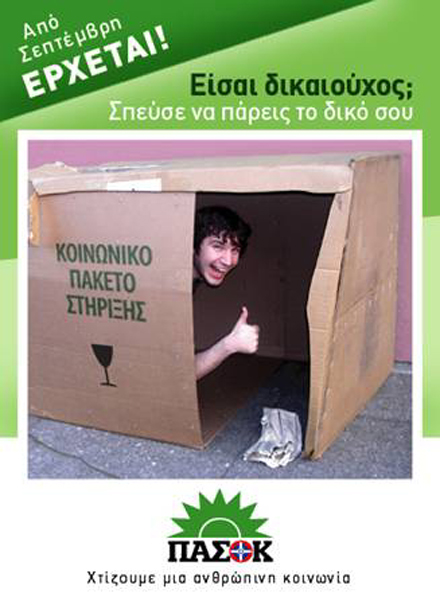 Από
Σεπτέμβρη
ΕΡΧΕΤΑΙ!
Είσαι δικαιούχος;
Σπεύσε να πάρεις το δικό σου
ΚΟΙΝΩΝΙΚΟ
ΠΑΚΕΤΟ
ΣΤΗΡΙΞΗΣ
ΠΑΣΟΚ
Χτίζουμε μια ανθρώπινη κοινωνία